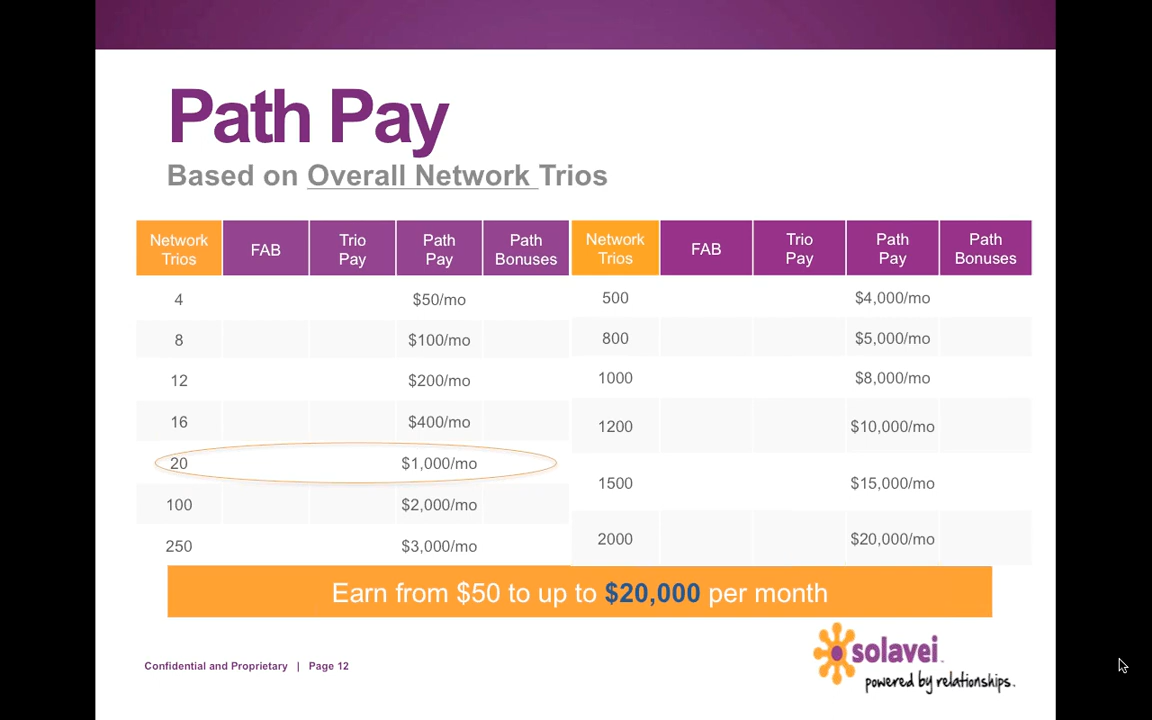 Path Pay
Based on Overall Network Trios
Network Trios FAB Trio Pay Path Pay Path Bonuses
4 $50/mo
8 $100/mo
12 $200/mo
16 $400/mo
20 $1,000/mo
100 $2,000/mo
250 $3,000/mo
Network Trios FAB Trio Pay Path Pay Path Bonuses
500 $4,000/mo
800 $5,000/mo
1000 $8,000/mo
1200 $10,000/mo
1500 $15,000/mo
2000 $20,000/mo
Earn from $50 to up to $20,000 per month
solavei
powered by relationships.
Confidential and Proprietary | Page 12